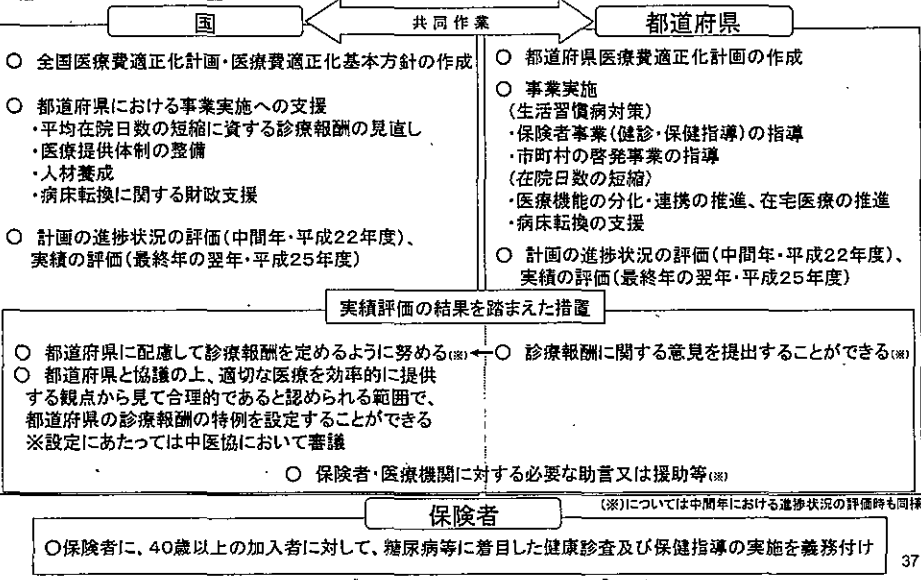 国
共同作業
都道府県
○ 全国医療費適正化計画・医療費適正化基本方針の作成
○ 都道府県における事業実施への支援
・平均在院日数の短縮に資する診療報酬の見直し
・医療提供体制の整備
・人材養成
・病床転換に関する財政支援
○ 計画の進捗状況の評価(中間年・平成22年度)、
実績の評価(最終年の翌年・平成25年度)
○ 都道府県医療費適正化計画の作成
○ 事業実施
(生活習慣病対策)
・保険者事業(健診・保健指導)の指導
・市町村の啓発事業の指導
(在院日数の短縮)
・医療機能の分化・連携の推進、在宅医療の推進
・病床転換の支援
○ 計画の進捗状況の評価(中間年・平成22年度)、
実績の評価(最終年の翌年・平成25年度)
実績評価の結果を踏まえた措置
○ 都道府県に配慮して診療報酬を定めるように努める(※)
○ 都道府県と協議の上、適切な医療を効率的に提供
する観点から見て合理的であると認められる範囲で、
都道府県の診療報酬の特例を設定することができる
※設定にあたっては中医協において審議
○ 診療報酬に関する意見を提出することができる(※)
○ 保険者・医療機関に対する必要な助言又は援助等(※)
(※)については中間年における進捗状況の評価時も同様
保険者
○保険者に、40歳以上の加入者に対して、糖尿病等に着目した健康診査及び保健指導の実施を義務付け
37